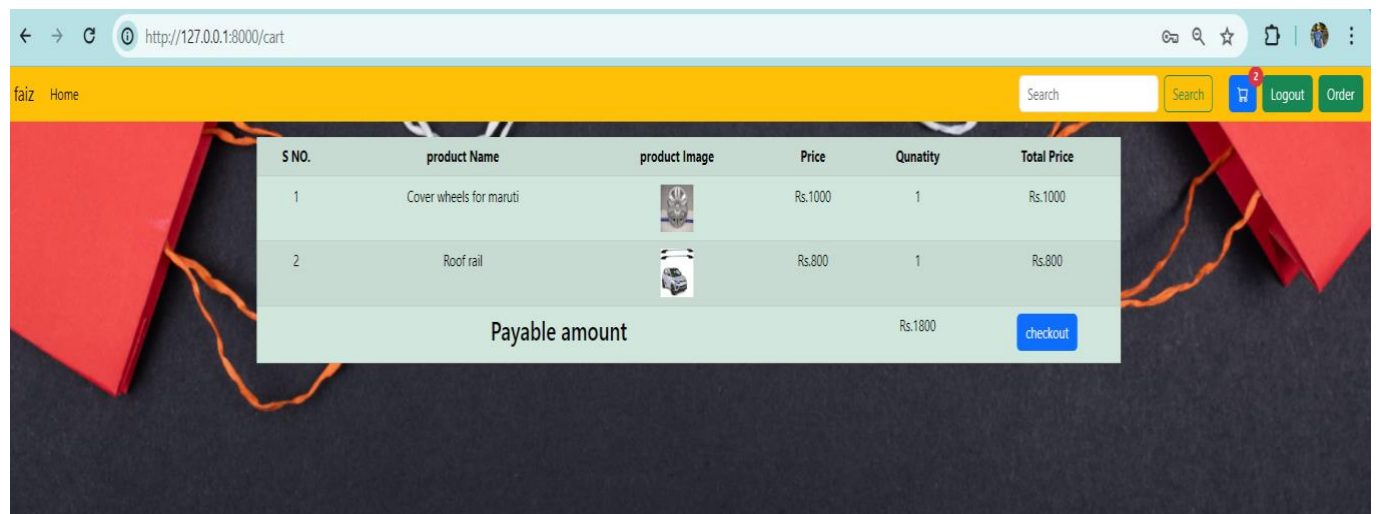 http://127.0.0.1:8000/cart
faiz Home Search Search 2 Logout Order
S NO. product Name product Image Price Qunatity Total Price
1 Cover wheels for maruti Rs.1000 1 Rs.1000
2 Roof rail Rs.800 1 Rs.800
Payable amount Rs.1800 checkout